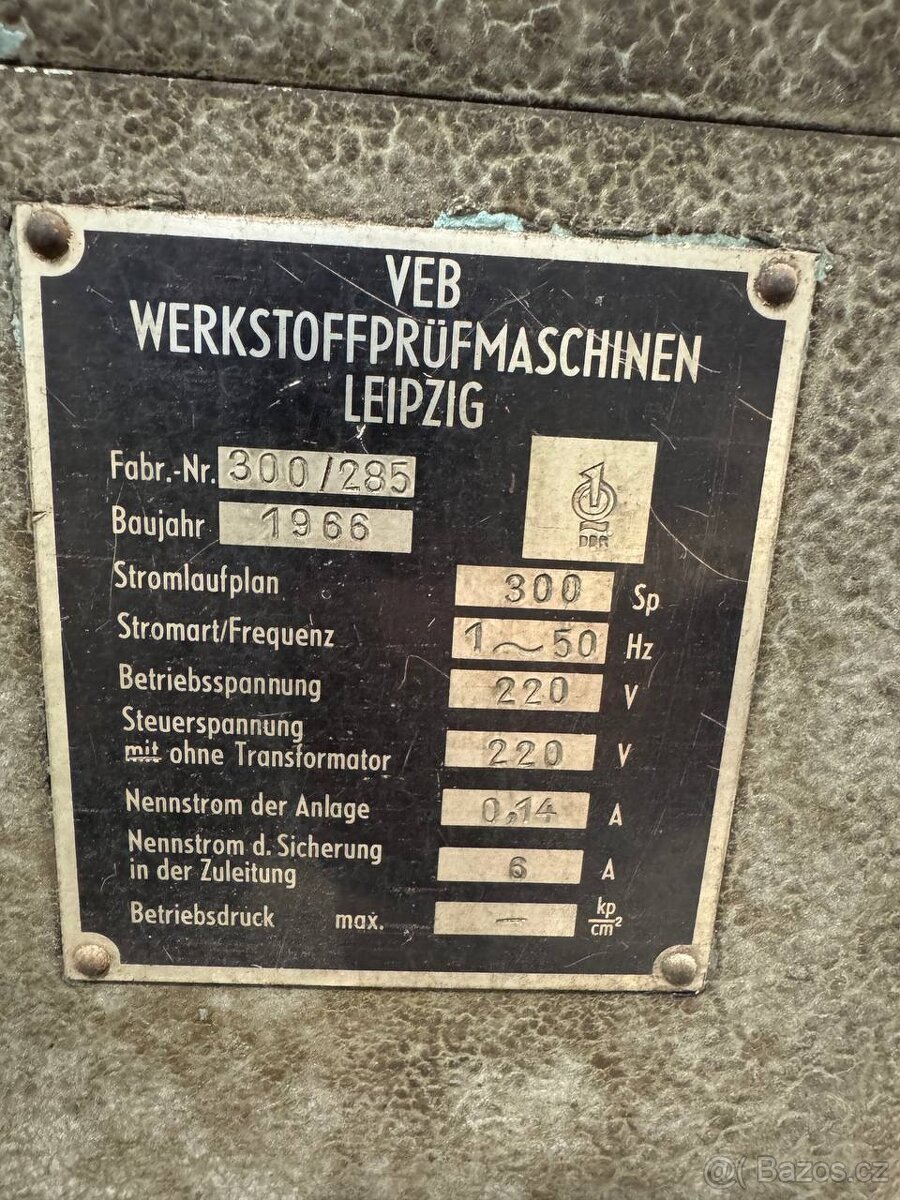 VEB
WERKSTOFFPRÜFMASCHINEN
LEIPZIG
Fabr.-Nr. 300/285
Baujahr 1966
1
DDR
Stromlaufplan 300 Sp
Stromart/Frequenz 1~50 Hz
Betriebsspannung 220 V
Steuerspannung
mit ohne Transformator 220 V
Nennstrom der Anlage 0,14 A
Nennstrom d. Sicherung
in der Zuleitung 6 A
Betriebsdruck max. — kp/cm²
Bazos.cz